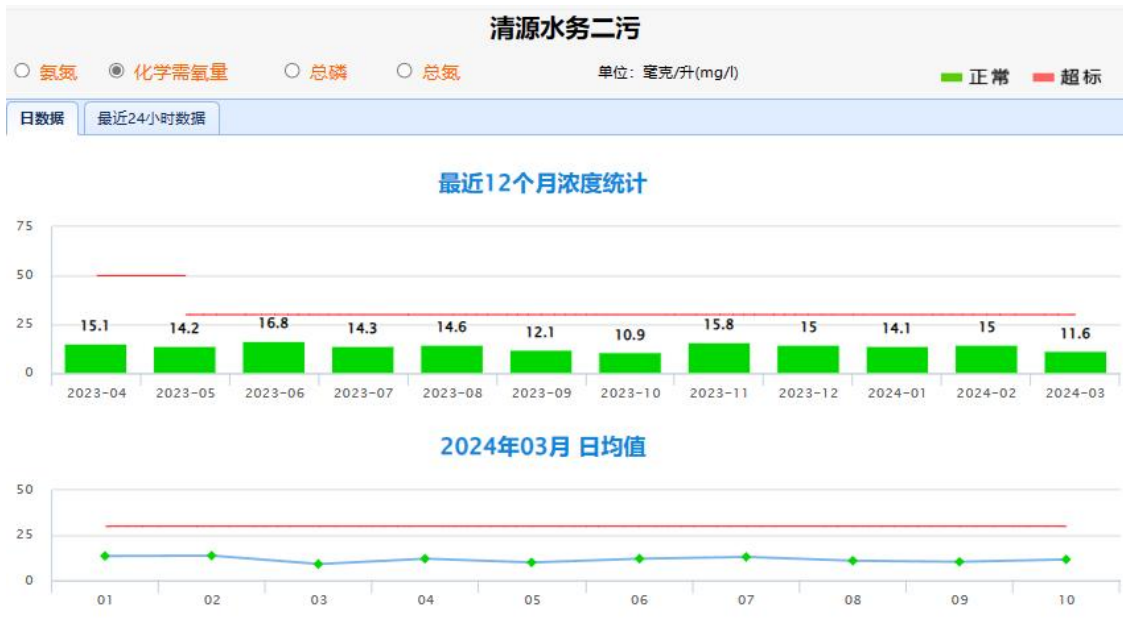 清源水务二污
氨氮 化学需氧量 总磷 总氮 单位：毫克/升(mg/l) 正常 超标
日数据 最近24小时数据
最近12个月浓度统计
75
50
25
0
15.1 14.2 16.8 14.3 14.6 12.1 10.9 15.8 15 14.1 15 11.6
2023-04 2023-05 2023-06 2023-07 2023-08 2023-09 2023-10 2023-11 2023-12 2024-01 2024-02 2024-03
2024年03月 日均值
50
25
0
01 02 03 04 05 06 07 08 09 10